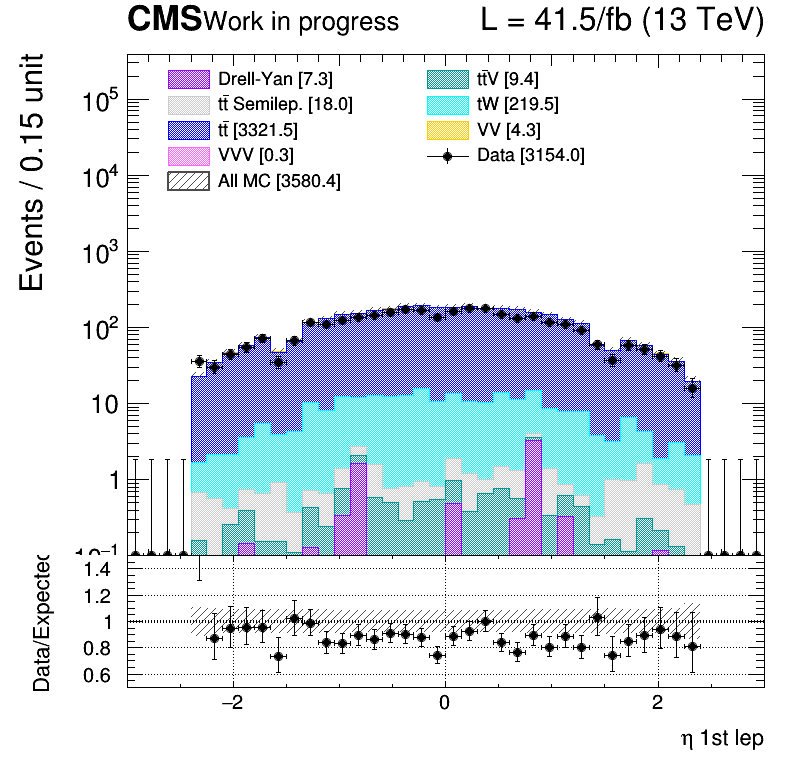 CMS Work in progress L = 41.5/fb (13 TeV)
Events / 0.15 unit
Drell-Yan [7.3]
tt̄ Semilep. [18.0]
tt̄ [3321.5]
VVV [0.3]
All MC [3580.4]
tt̄V [9.4]
tW [219.5]
VV [4.3]
Data [3154.0]
10⁵
10⁴
10³
10²
10
1
10⁻¹
Data/Expected
1.4
1.2
1
0.8
0.6
−2 0 2
η 1st lep